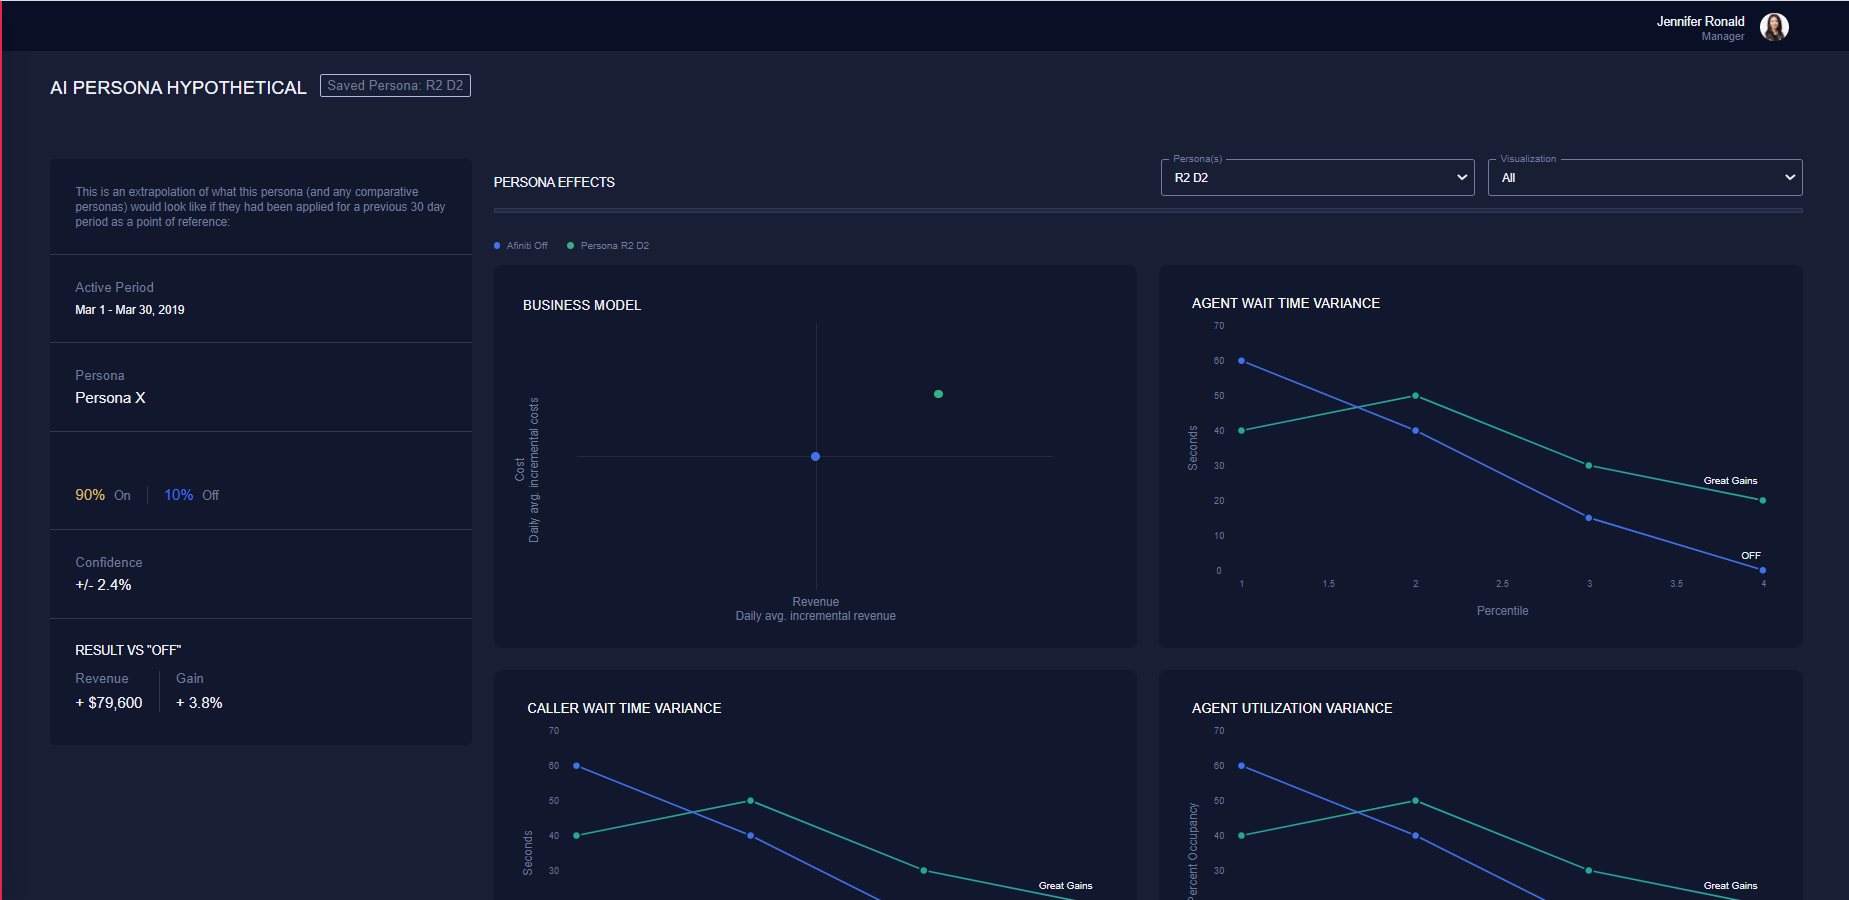 Jennifer Ronald
Manager
AI PERSONA HYPOTHETICAL
Saved Persona: R2 D2
This is an extrapolation of what this persona (and any comparative
personas) would look like if they had been applied for a previous 30 day
period as a point of reference:
Active Period
Mar 1 - Mar 30, 2019
Persona
Persona X
90% On
10% Off
Confidence
+/- 2.4%
RESULT VS "OFF"
Revenue
+ $79,600
Gain
+ 3.8%
PERSONA EFFECTS
Persona(s)
R2 D2
Visualization
All
Afiniti Off
Persona R2 D2
BUSINESS MODEL
Cost
Daily avg. incremental costs
Revenue
Daily avg. incremental revenue
AGENT WAIT TIME VARIANCE
70
60
50
40
30
20
10
0
Seconds
Great Gains
OFF
1
1.5
2
2.5
3
3.5
4
Percentile
CALLER WAIT TIME VARIANCE
70
60
50
40
30
Seconds
Great Gains
AGENT UTILIZATION VARIANCE
70
60
50
40
30
Percent Occupancy
Great Gains